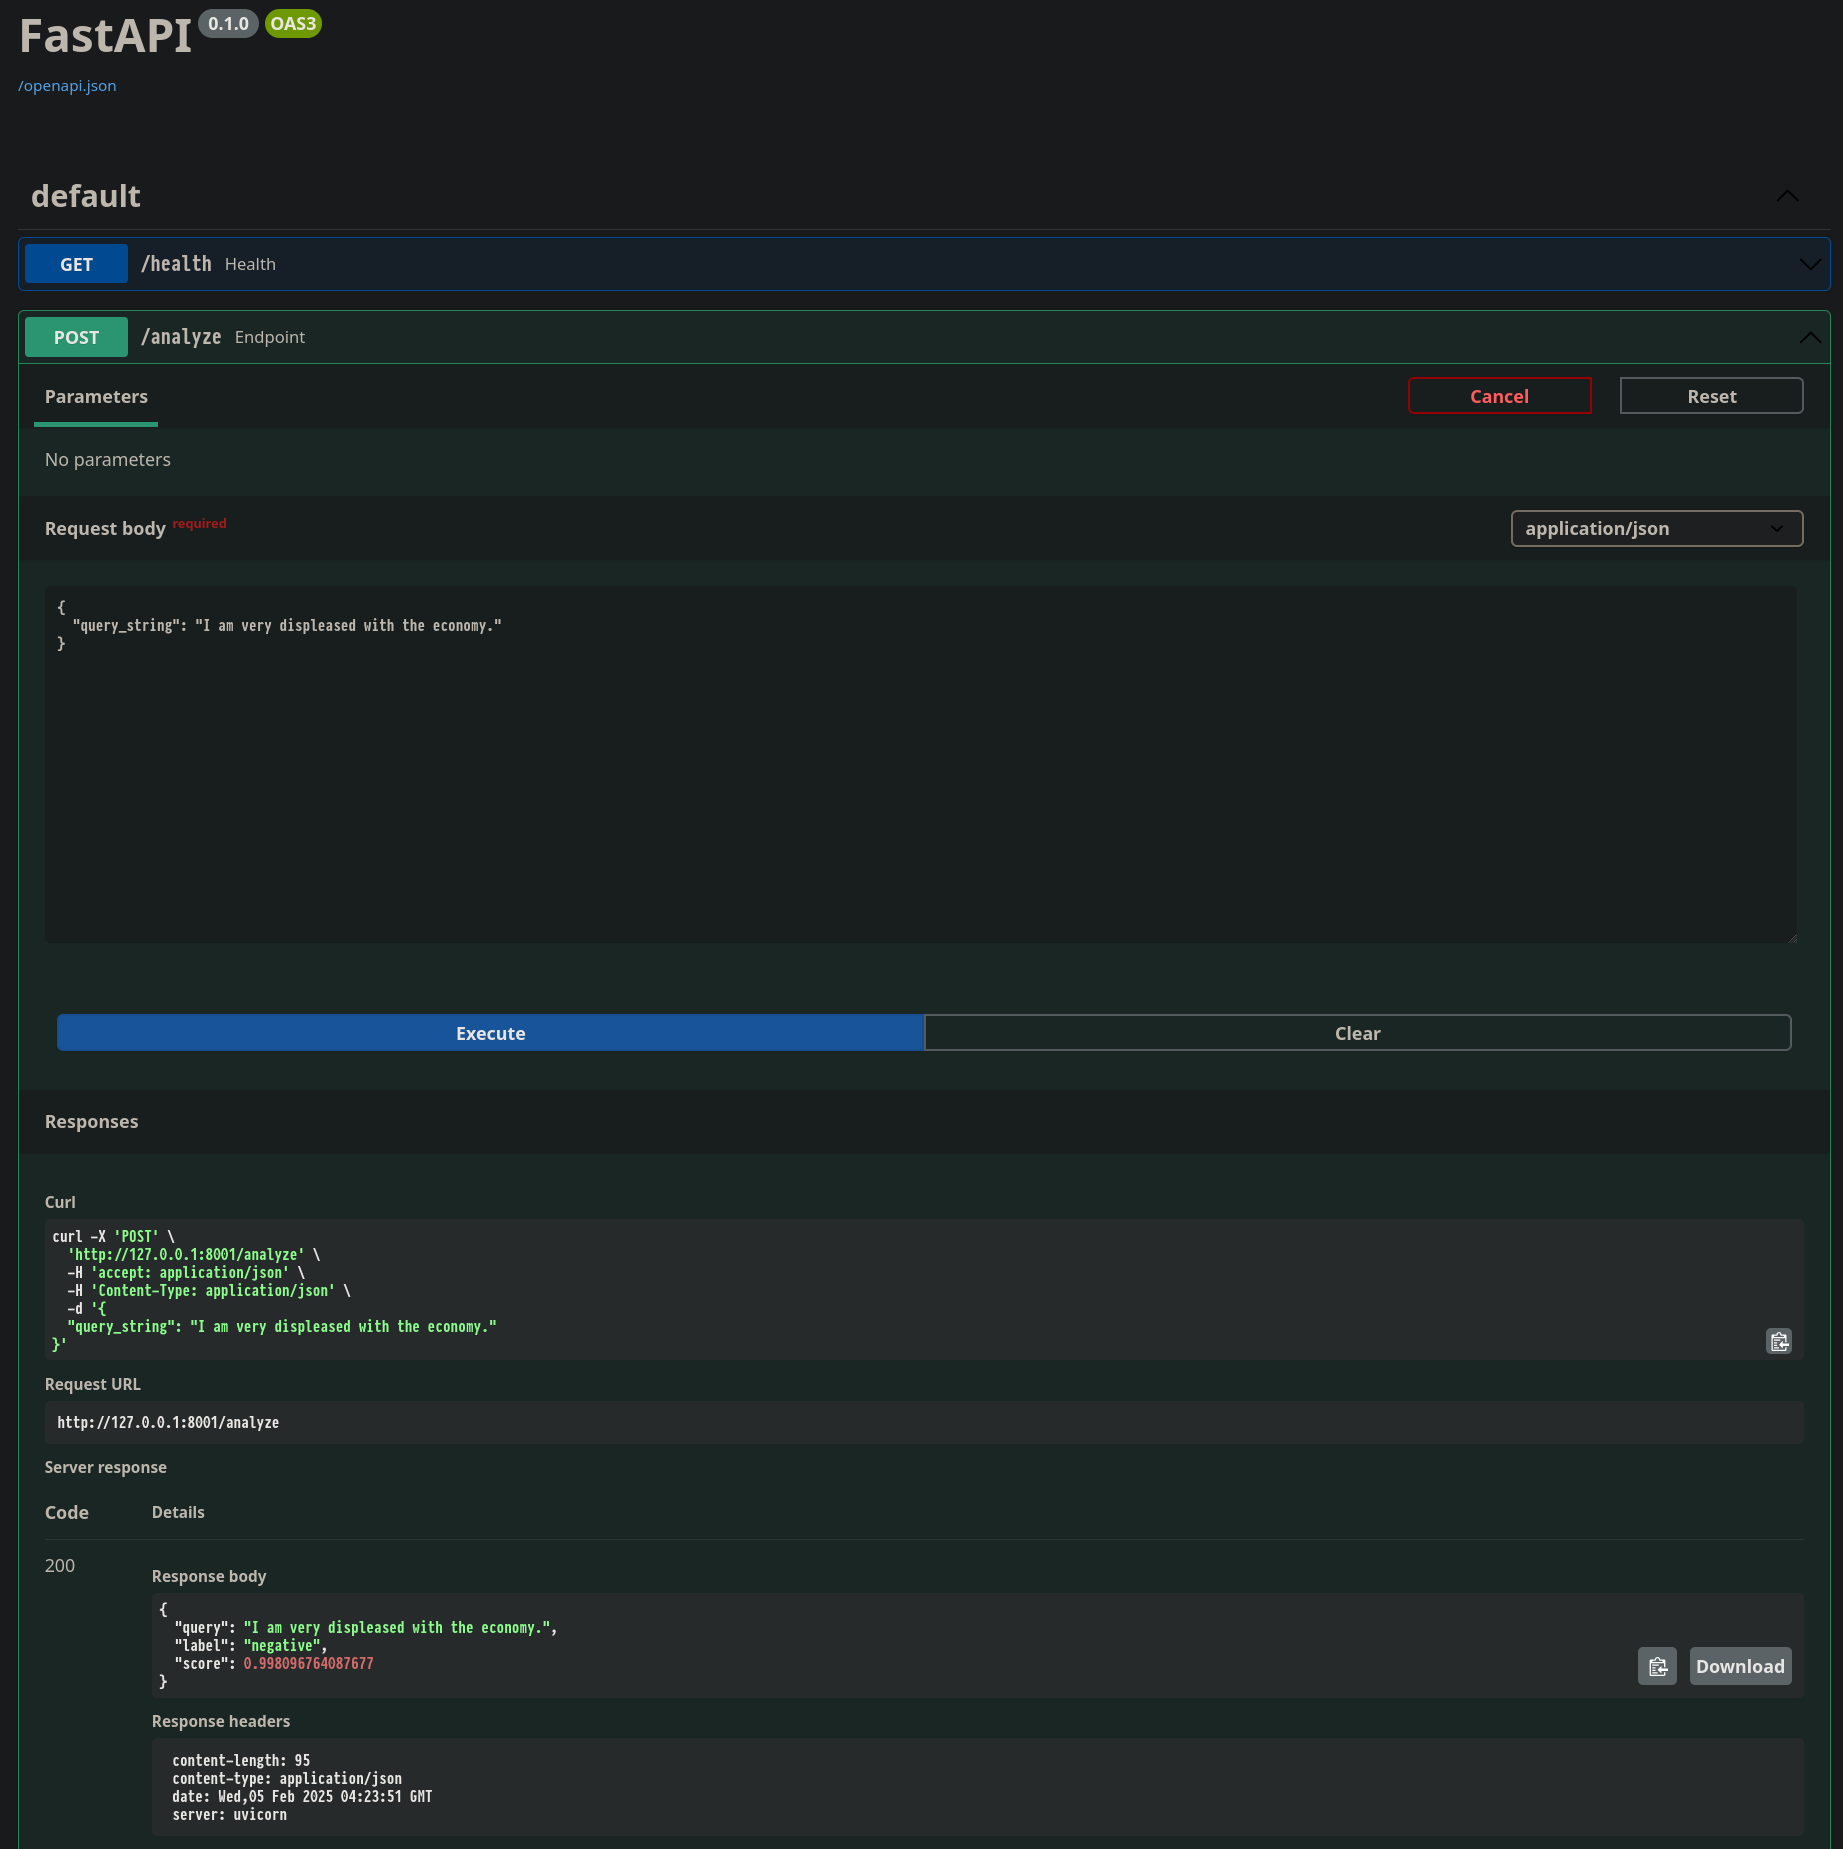 FastAPI 0.1.0 OAS3
/openapi.json
default
GET /health Health
POST /analyze Endpoint
Parameters
Cancel
Reset
No parameters
Request body required
application/json
{
  "query_string": "I am very displeased with the economy."
}
Execute
Clear
Responses
Curl
curl -X 'POST' \
  'http://127.0.0.1:8001/analyze' \
  -H 'accept: application/json' \
  -H 'Content-Type: application/json' \
  -d '{
  "query_string": "I am very displeased with the economy."
}'
Request URL
http://127.0.0.1:8001/analyze
Server response
Code Details
200
Response body
{
  "query": "I am very displeased with the economy.",
  "label": "negative",
  "score": 0.998096764087677
}
Download
Response headers
content-length: 95
content-type: application/json
date: Wed,05 Feb 2025 04:23:51 GMT
server: uvicorn